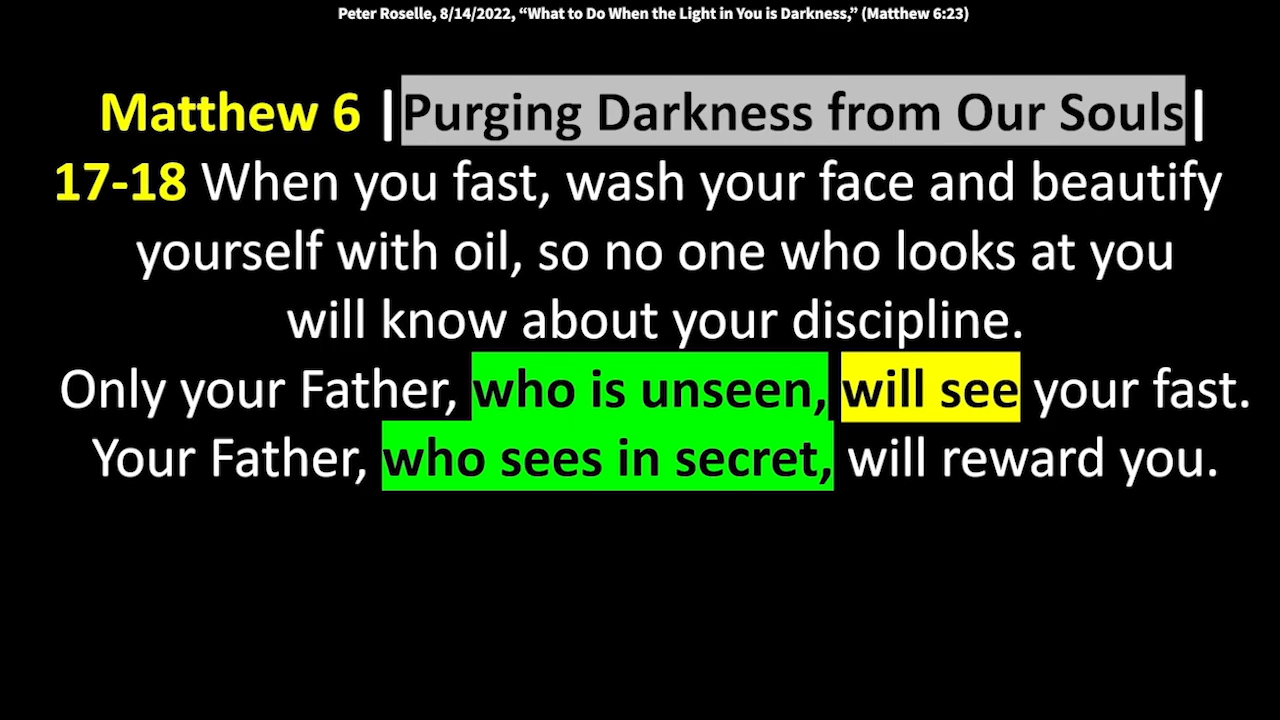 Peter Roselle, 8/14/2022, “What to Do When the Light in You is Darkness,” (Matthew 6:23)
Matthew 6 |Purging Darkness from Our Souls|
17-18 When you fast, wash your face and beautify
yourself with oil, so no one who looks at you
will know about your discipline.
Only your Father, who is unseen, will see your fast.
Your Father, who sees in secret, will reward you.